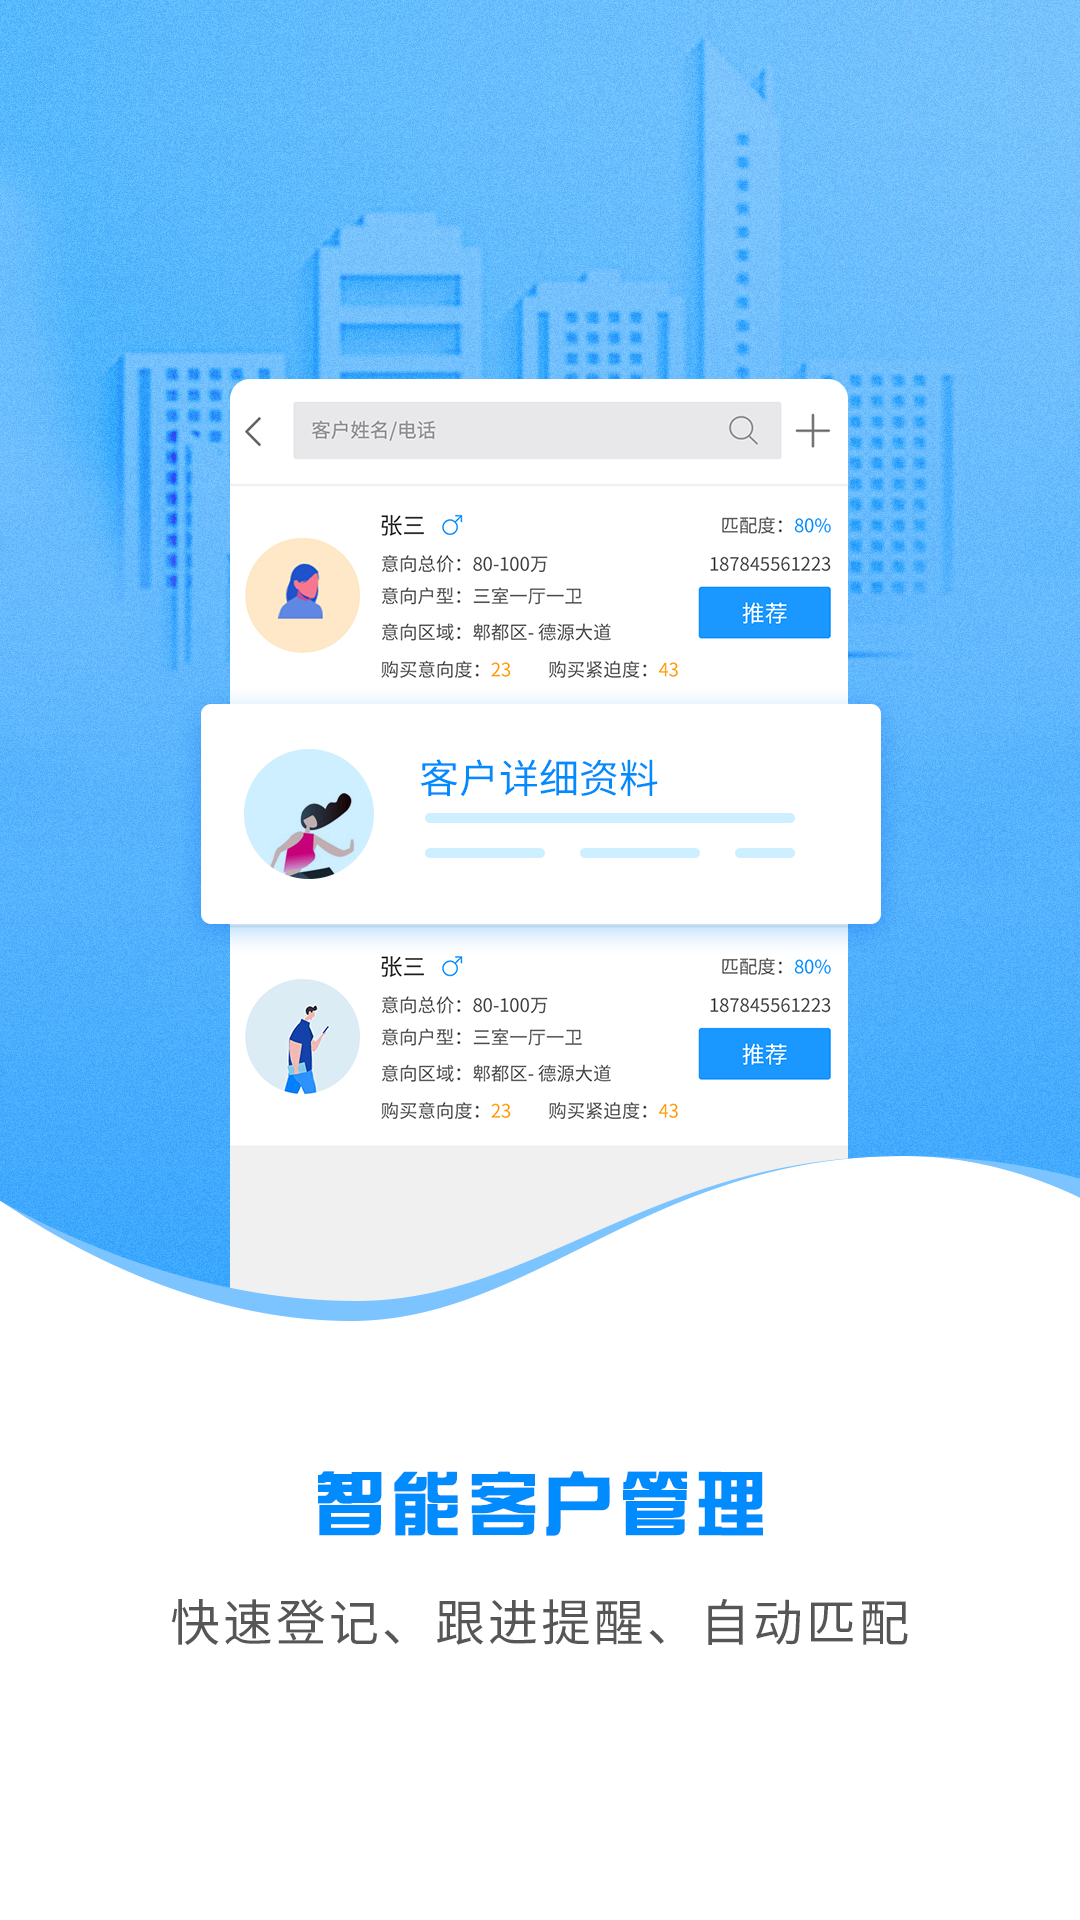 客户姓名/电话
张三 匹配度：80%
意向总价：80-100万 187845561223
意向户型：三室一厅一卫
推荐
意向区域：郫都区-德源大道
购买意向度：23 购买紧迫度：43
客户详细资料
张三 匹配度：80%
意向总价：80-100万 187845561223
意向户型：三室一厅一卫
推荐
意向区域：郫都区-德源大道
购买意向度：23 购买紧迫度：43
智能客户管理
快速登记、跟进提醒、自动匹配